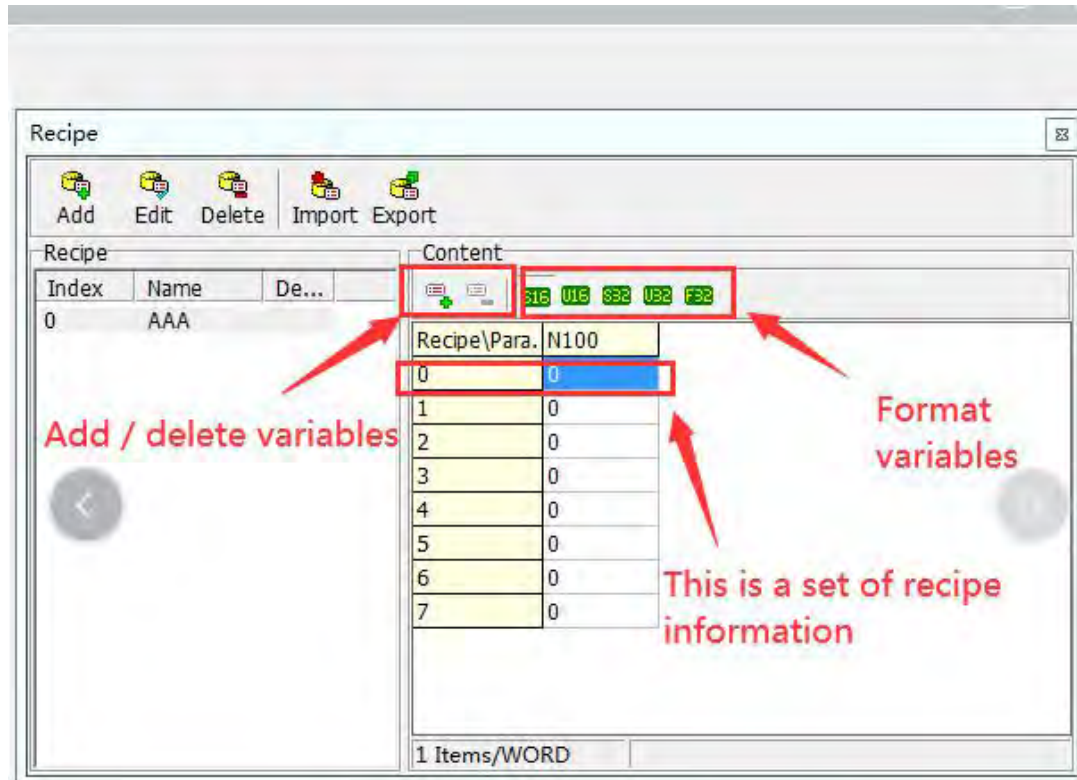 Recipe
Add Edit Delete Import Export
Recipe
Content
Index Name De...
S16 U16 S32 U32 F32
0 AAA
Recipe\Para. N100
0 0
1 0
2 0
3 0
4 0
5 0
6 0
7 0
Add / delete variables
Format
variables
This is a set of recipe
information
1 Items/WORD